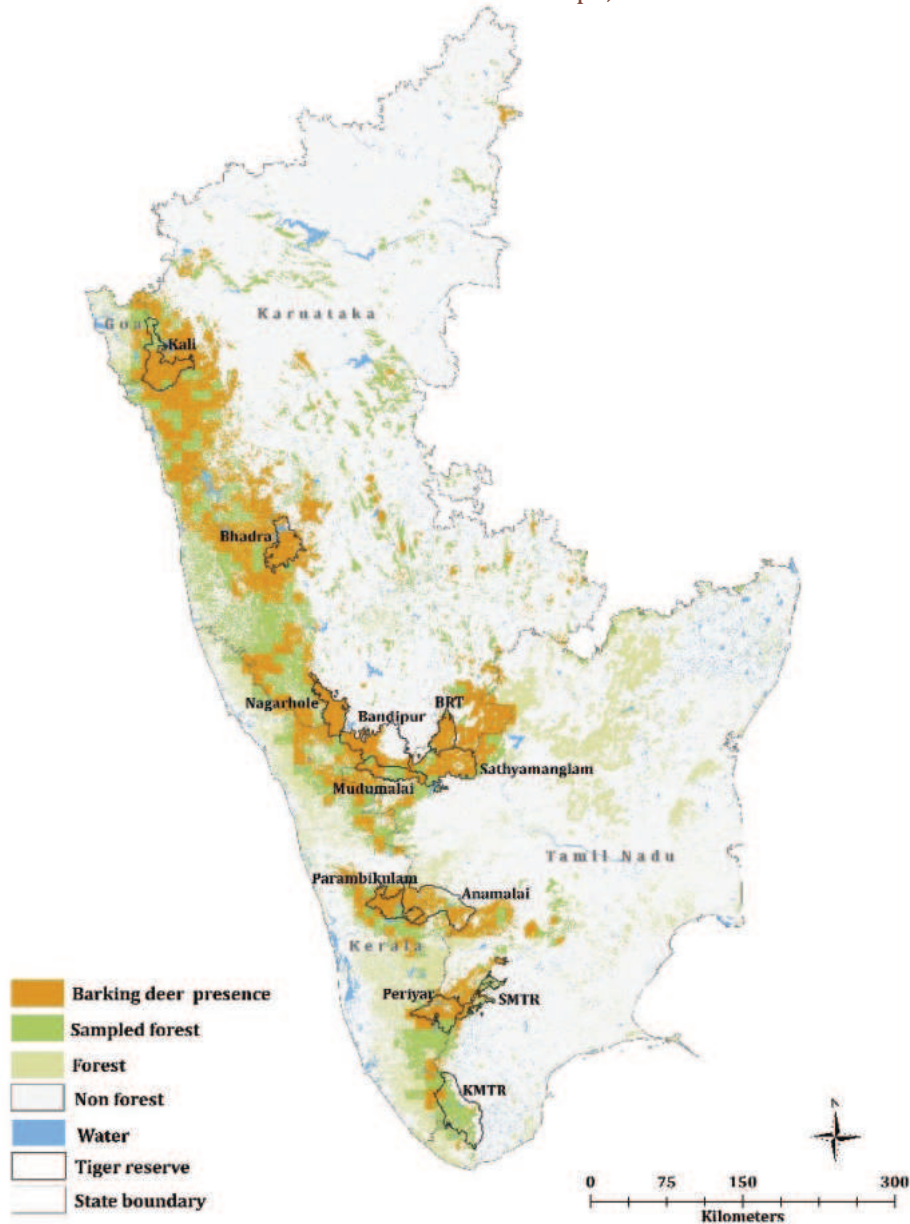 Karnataka
Goa
Kali
Bhadra
Nagarhole
Bandipur
BRT
Sathyamanglam
Mudumalai
Tamil Nadu
Parambikulam
Anamalai
Kerala
Periyar
SMTR
KMTR
Barking deer presence
Sampled forest
Forest
Non forest
Water
Tiger reserve
State boundary
N
0 75 150 300
Kilometers